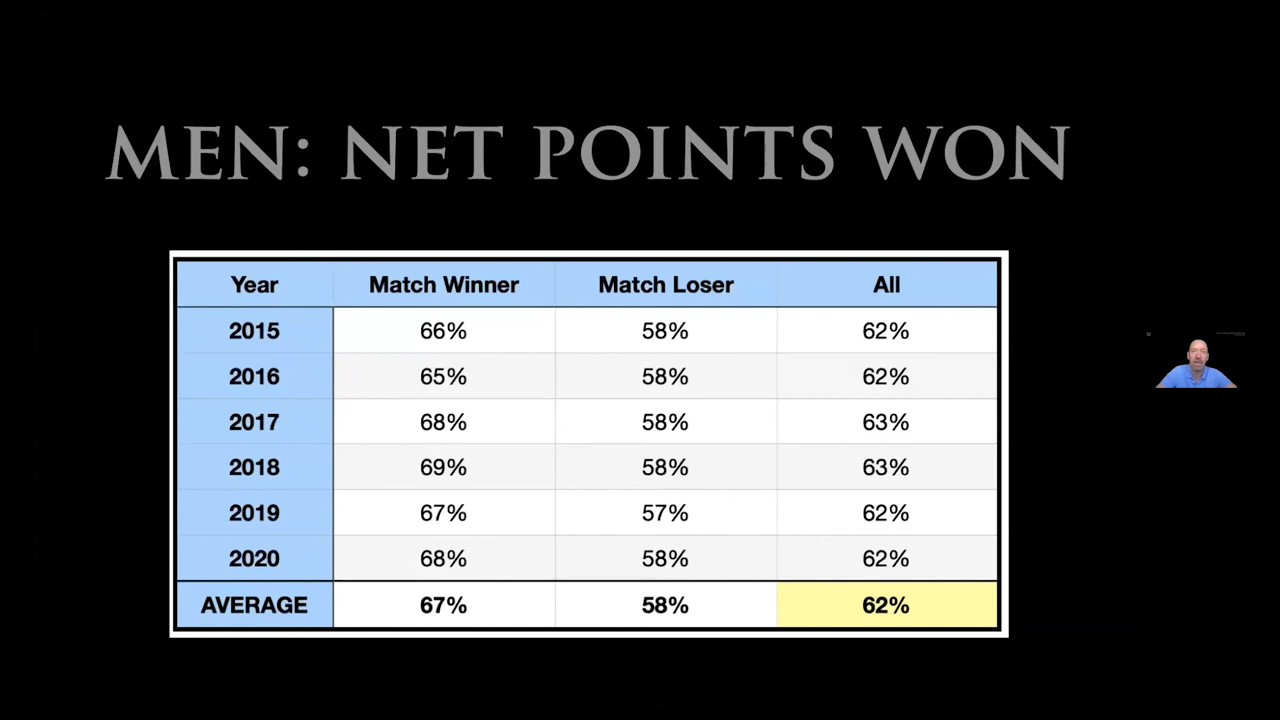 MEN: NET POINTS WON
Year Match Winner Match Loser All
2015 66% 58% 62%
2016 65% 58% 62%
2017 68% 58% 63%
2018 69% 58% 63%
2019 67% 57% 62%
2020 68% 58% 62%
AVERAGE 67% 58% 62%